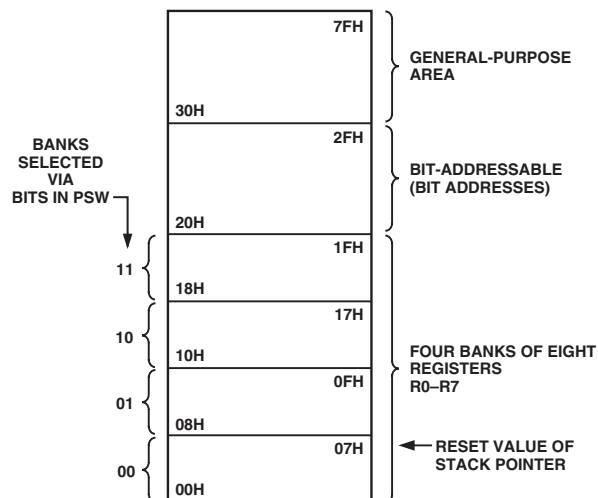 7FH
GENERAL-PURPOSE
AREA
30H
BANKS
SELECTED
VIA
BITS IN PSW
2FH
BIT-ADDRESSABLE
(BIT ADDRESSES)
20H
11
1FH
18H
10
17H
10H
FOUR BANKS OF EIGHT
REGISTERS
R0–R7
01
0FH
08H
00
07H
RESET VALUE OF
STACK POINTER
00H